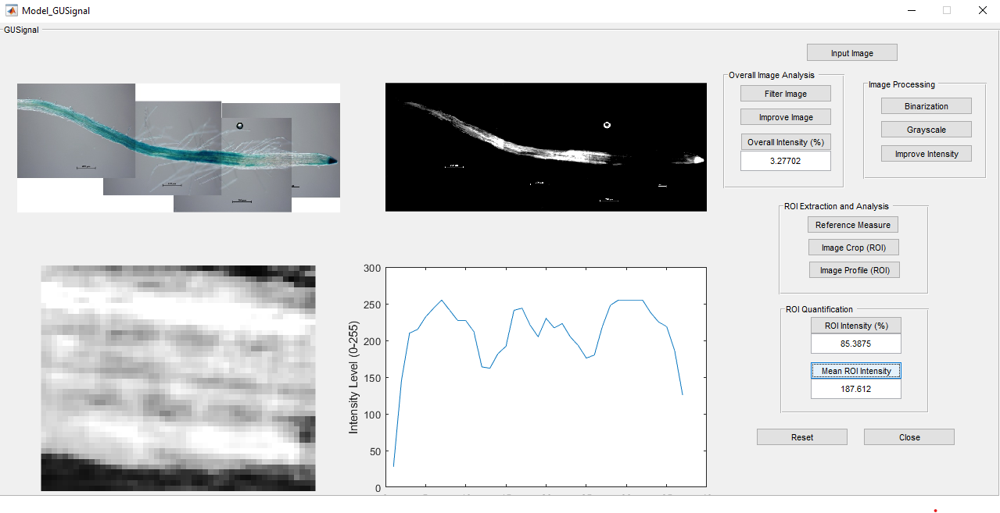 Model_GUSignal
GUSignal
Input Image
Overall Image Analysis
Filter Image
Improve Image
Overall Intensity (%)
3.27702
Image Processing
Binarization
Grayscale
Improve Intensity
ROI Extraction and Analysis
Reference Measure
Image Crop (ROI)
Image Profile (ROI)
ROI Quantification
ROI Intensity (%)
85.3875
Mean ROI Intensity
187.612
Reset
Close
Intensity Level (0-255)
300
250
200
150
100
50
0